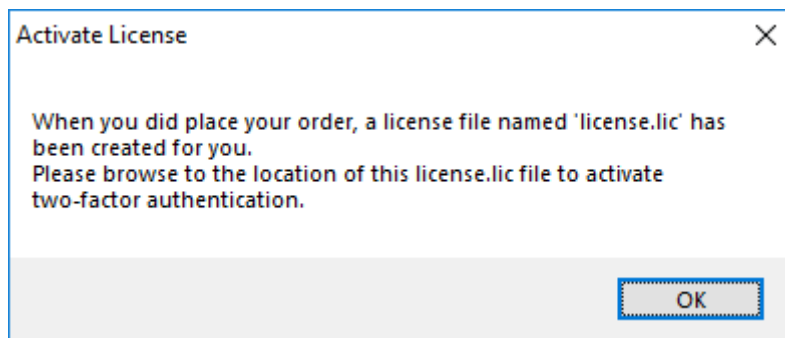 Activate License
When you did place your order, a license file named 'license.lic' has
been created for you.
Please browse to the location of this license.lic file to activate
two-factor authentication.
OK